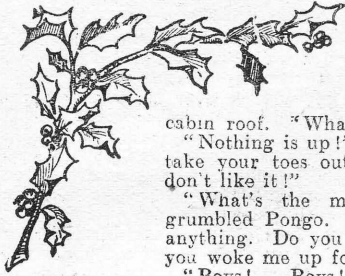 cabin roof. "Wha
"Nothing is up!"
take your toes out
don't like it!"
"What's the m
grumbled Pongo.
anything. Do you
you woke me up fo
"Boys! Boys!